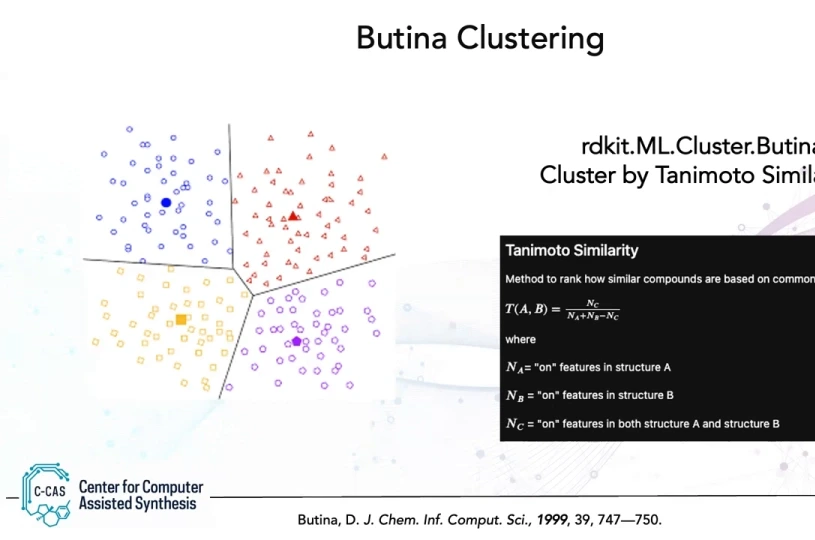 Butina Clustering
rdkit.ML.Cluster.Butina
Cluster by Tanimoto Simila
Tanimoto Similarity
Method to rank how similar compounds are based on common
T(A, B) = N_C / (N_A+N_B−N_C)
where
N_A= "on" features in structure A
N_B = "on" features in structure B
N_C = "on" features in both structure A and structure B
C-CAS
Center for Computer
Assisted Synthesis
Butina, D. J. Chem. Inf. Comput. Sci., 1999, 39, 747—750.